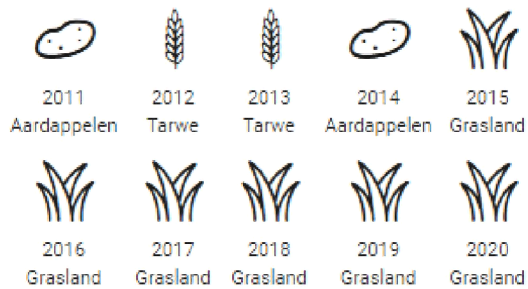 2011 2012 2013 2014 2015
Aardappelen Tarwe Tarwe Aardappelen Grasland
2016 2017 2018 2019 2020
Grasland Grasland Grasland Grasland Grasland